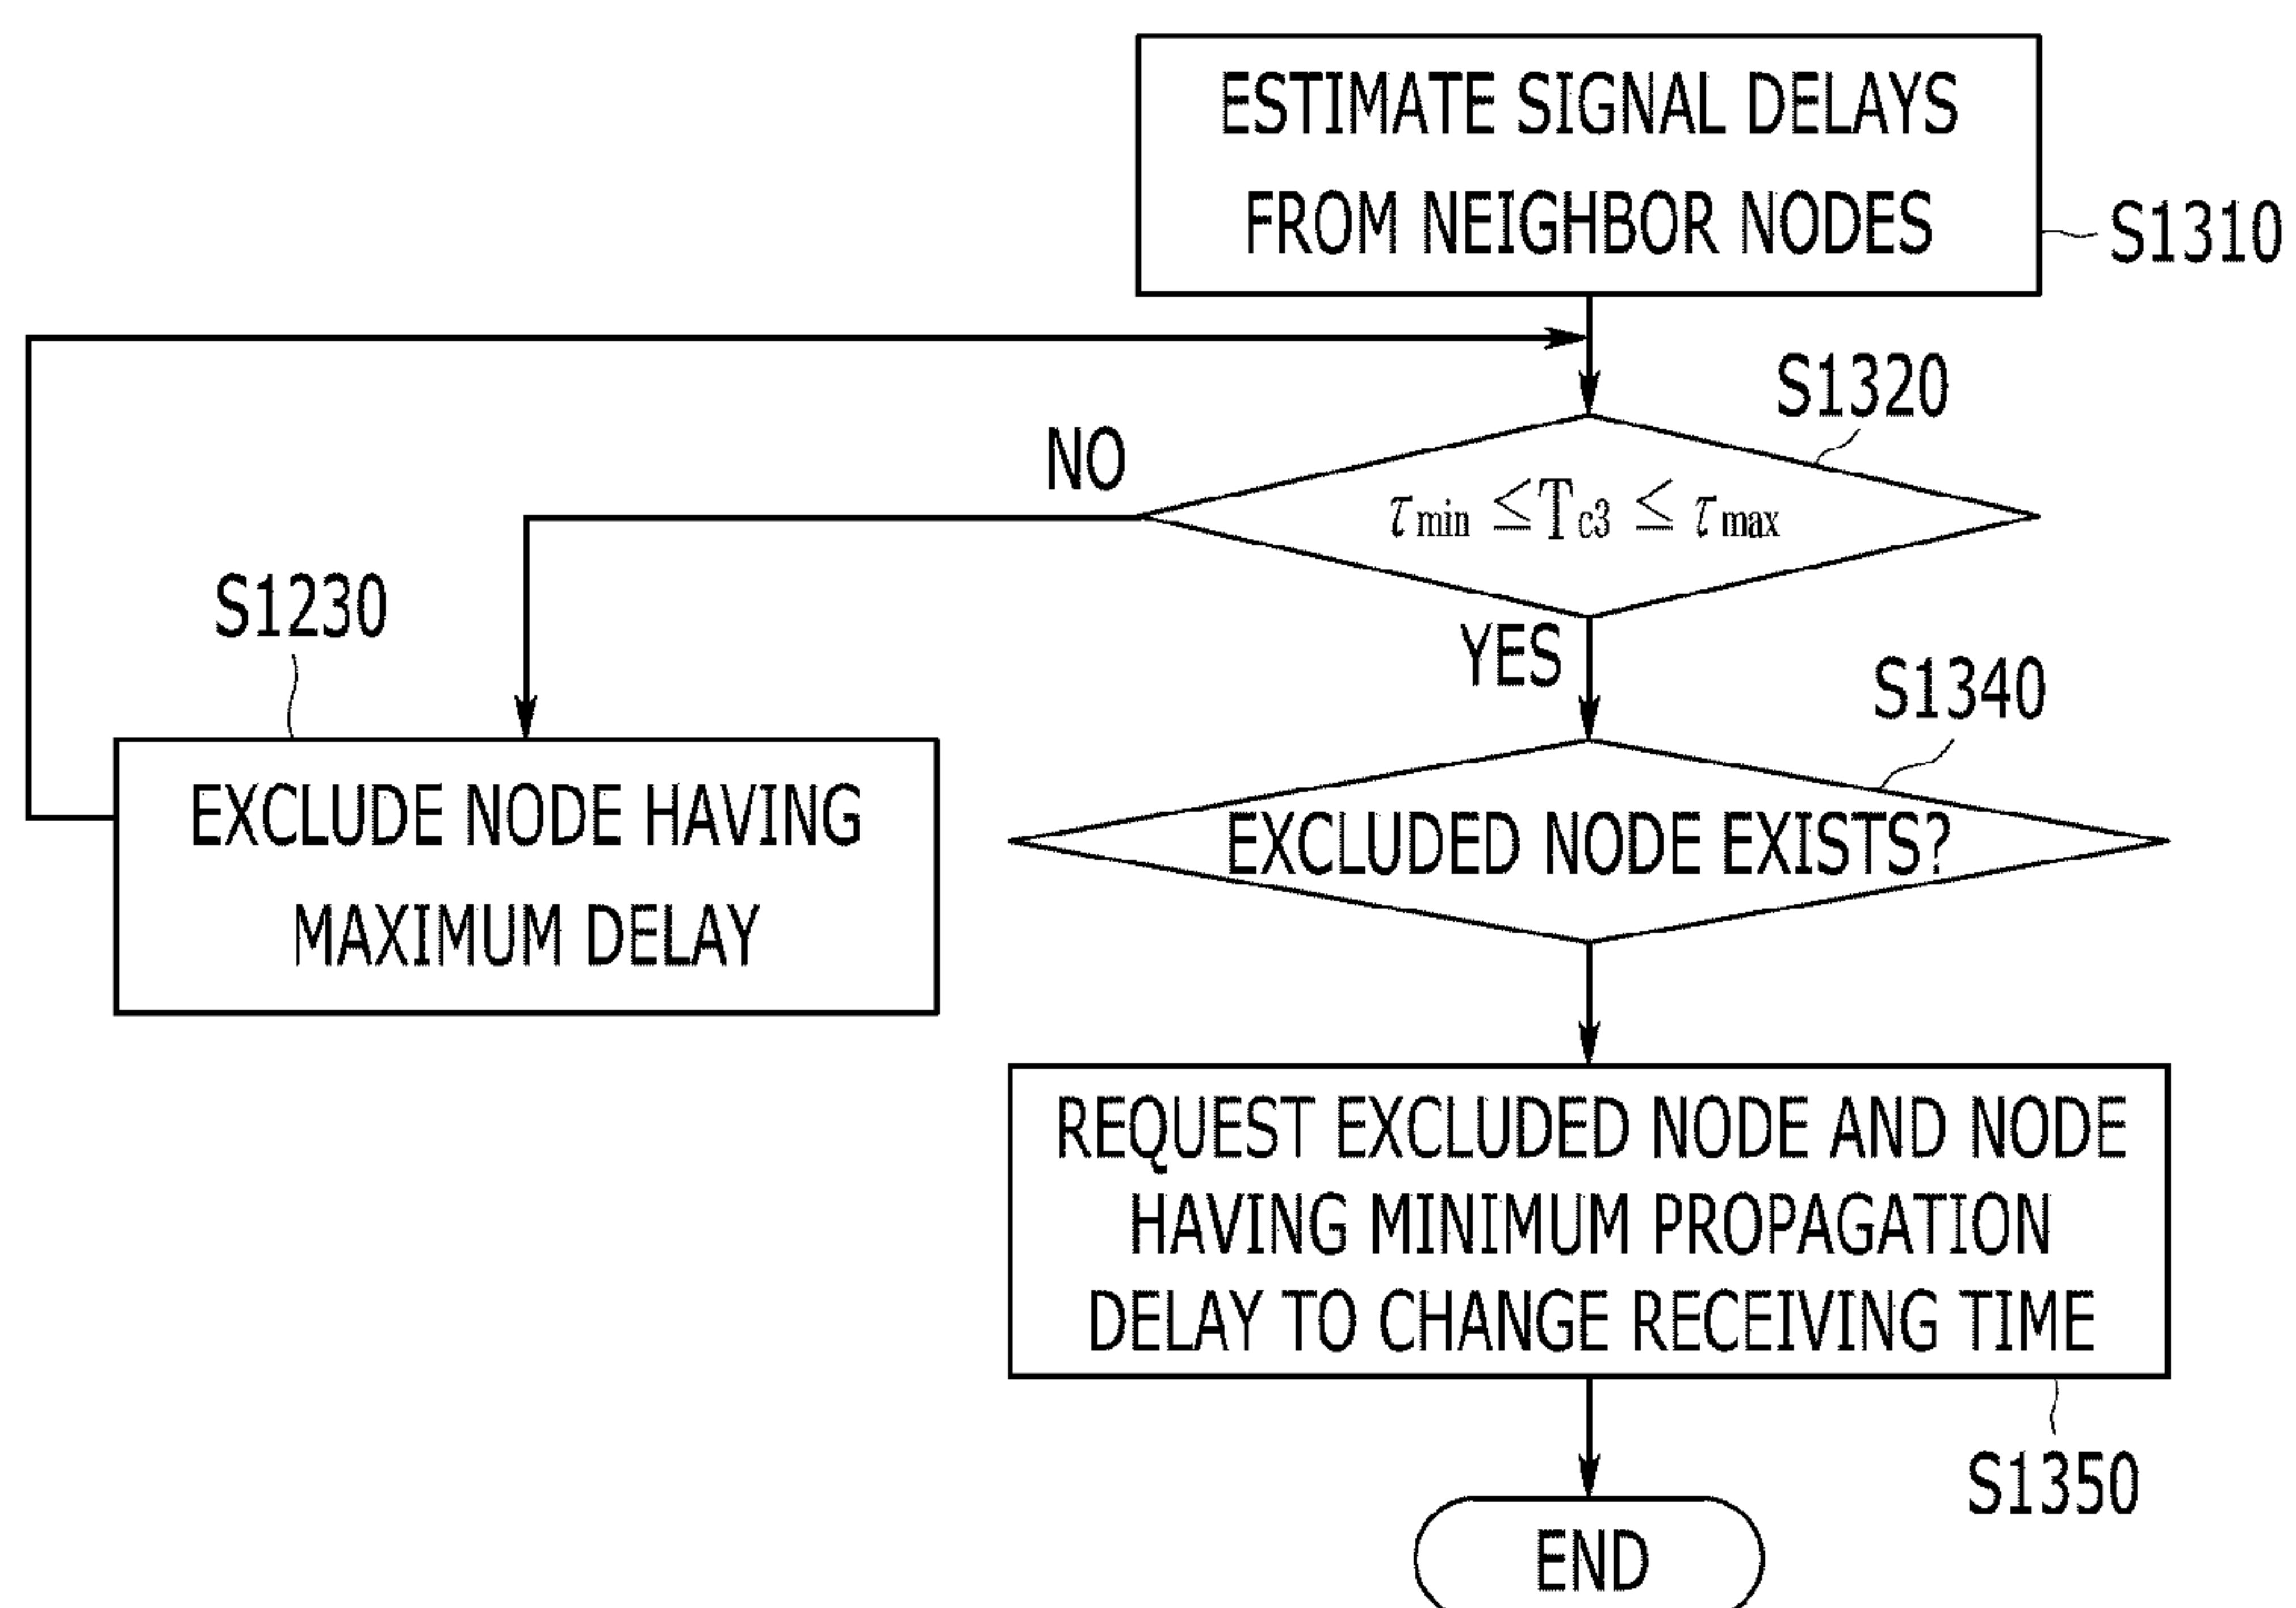 ESTIMATE SIGNAL DELAYS
FROM NEIGHBOR NODES
S1310
S1320
NO
τmin ≤Tc3 ≤ τmax
S1230
YES
S1340
EXCLUDE NODE HAVING
MAXIMUM DELAY
EXCLUDED NODE EXISTS?
REQUEST EXCLUDED NODE AND NODE
HAVING MINIMUM PROPAGATION
DELAY TO CHANGE RECEIVING TIME
S1350
END